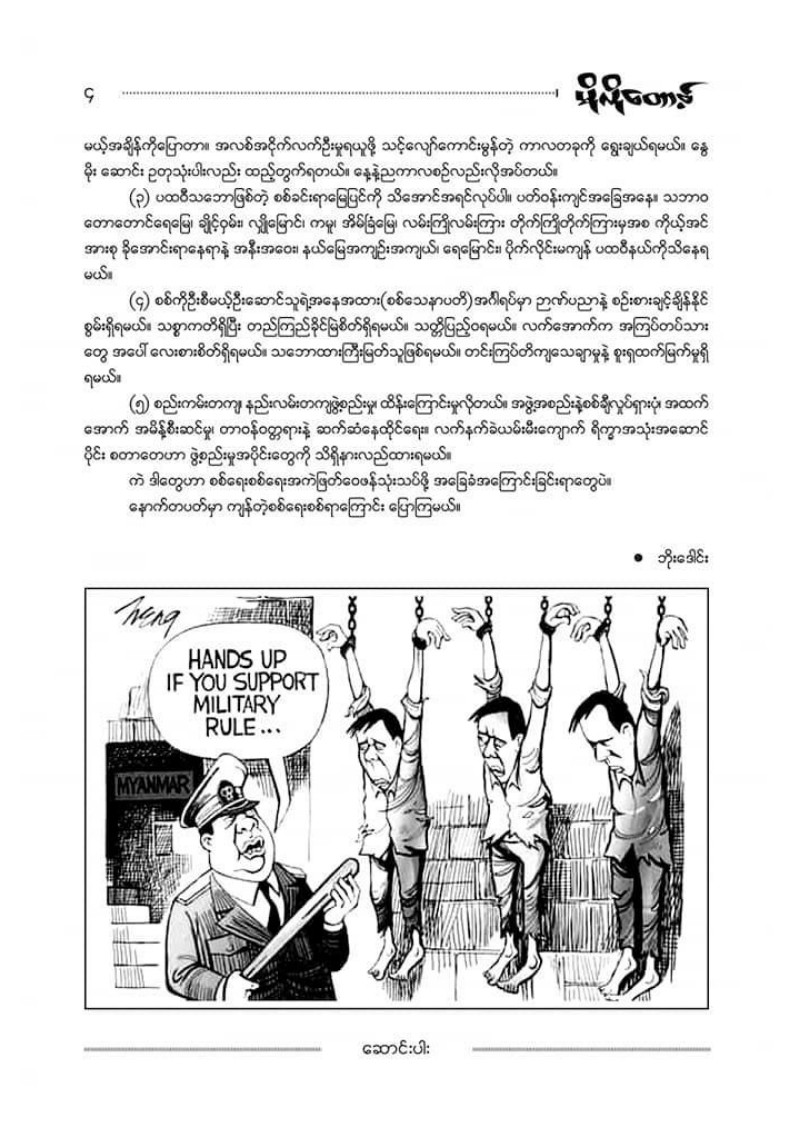 ၄
မိုးလိုတောင့်
မယ့်အချိန်ကိုပြောတာ။ အလစ်အငိုက်လက်ဦးမှုရယူဖို့ သင့်လျော်ကောင်းမွန်တဲ့ ကာလတခုကို ရွေးချယ်ရမယ်။ နွေ
မိုး ဆောင်း ဥတုသုံးပါးလည်း ထည့်တွက်ရတယ်။ နေ့နဲ့ညကာလစဉ်လည်းလိုအပ်တယ်။
(၃) ပထဝီသဘောဖြစ်တဲ့ စစ်ခင်းရာမြေပြင်ကို သိအောင်အရင်လုပ်ပါ။ ပတ်ဝန်းကျင်အခြေအနေ။ သဘာဝ
တောတောင်ရေမြေ၊ ချိုင့်ဝှမ်း၊ လျှိုမြောင်၊ ကမူ၊ အိမ်ခြံမြေ၊ လမ်းကြိုလမ်းကြား တိုက်ကြိုတိုက်ကြားမှအစ ကိုယ့်အင်
အားစု ခိုအောင်းရာနေရာနဲ့ အနီးအဝေး၊ နယ်မြေအကျဉ်းအကျယ်၊ ရေမြောင်း၊ ပိုက်လိုင်းမကျန် ပထဝီနယ်ကိုသိနေရ
မယ်။
(၄) စစ်ကိုဦးစီးမယ့်ဦးဆောင်သူရဲ့အနေအထား(စစ်သေနာပတိ)အင်္ဂါရပ်မှာ ဉာဏ်ပညာနဲ့ စဉ်းစားချင့်ချိန်နိုင်
စွမ်းရှိရမယ်။ သစ္စာကတိရှိပြီး တည်ကြည်ခိုင်မြဲစိတ်ရှိရမယ်။ သတ္တိပြည့်ဝရမယ်။ လက်အောက်က အကြပ်တပ်သား
တွေ အပေါ် လေးစားစိတ်ရှိရမယ်။ သဘောထားကြီးမြတ်သူဖြစ်ရမယ်။ တင်းကြပ်တိကျသေချာမှုနဲ့ စူးရှထက်မြက်မှုရှိ
ရမယ်။
(၅) စည်းကမ်းတကျ၊ နည်းလမ်းတကျဖွဲ့စည်းမှု၊ ထိန်းကြောင်းမှုလိုတယ်။ အဖွဲ့အစည်းနဲ့စစ်ချီလှုပ်ရှားပုံ၊ အထက်
အောက် အမိန့်စီးဆင်မှု၊ တာဝန်ဝတ္တရားနဲ့ ဆက်ဆံနေထိုင်ရေး။ လက်နက်ခဲယမ်းမီးကျောက် ရိက္ခာအသုံးအဆောင်
ပိုင်း စတာတေဟာ ဖွဲ့စည်းမှုအပိုင်းတွေကို သိရှိနားလည်ထားရမယ်။
ကဲ ဒါတွေဟာ စစ်ရေးစစ်ရေးအကဲဖြတ်ဝေဖန်သုံးသပ်ဖို့ အခြေခံအကြောင်းခြင်းရာတွေပဲ။
နောက်တပတ်မှာ ကျန်တဲ့စစ်ရေးစစ်ရာကြောင်း ပြောကြမယ်။
● ဘိုးဒေါင်း
Heng
HANDS UP
IF YOU SUPPORT
MILITARY
RULE...
MYANMAR
ဆောင်းပါး